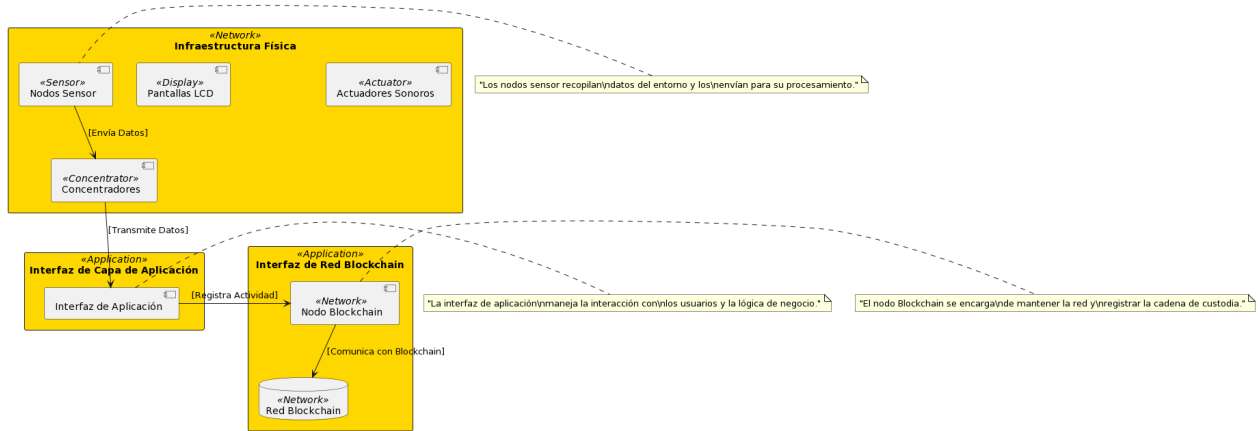 «Network»
Infraestructura Física
«Sensor»
Nodos Sensor
«Display»
Pantallas LCD
«Actuator»
Actuadores Sonoros
"Los nodos sensor recopilan\ndatos del entorno y los\nenvían para su procesamiento."
[Envía Datos]
«Concentrator»
Concentradores
[Transmite Datos]
«Application»
Interfaz de Capa de Aplicación
«Application»
Interfaz de Red Blockchain
Interfaz de Aplicación
[Registra Actividad]
«Network»
Nodo Blockchain
"La interfaz de aplicación\nmaneja la interacción con\nlos usuarios y la lógica de negocio."
"El nodo Blockchain se encarga\nde mantener la red y\nregistrar la cadena de custodia."
[Comunica con Blockchain]
«Network»
Red Blockchain